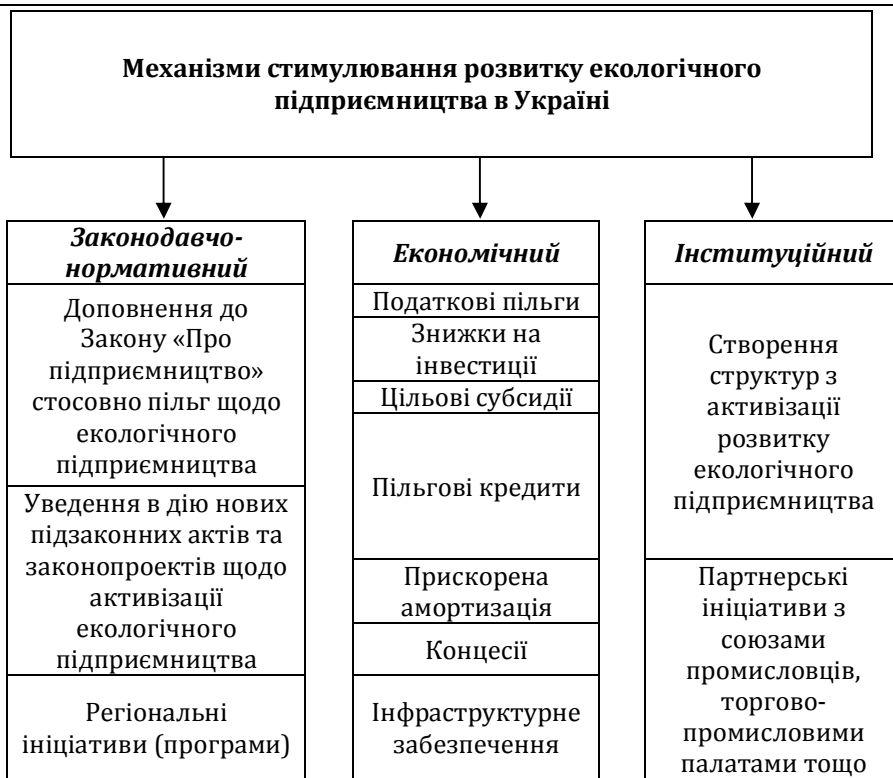 Механізми стимулювання розвитку екологічного
підприємництва в Україні
Законодавчо-
нормативний
Доповнення до
Закону «Про
підприємництво»
стосовно пільг щодо
екологічного
підприємництва
Уведення в дію нових
підзаконних актів та
законопроектів щодо
активізації
екологічного
підприємництва
Регіональні
ініціативи (програми)
Економічний
Податкові пільги
Знижки на
інвестиції
Цільові субсидії
Пільгові кредити
Прискорена
амортизація
Концесії
Інфраструктурне
забезпечення
Інституційний
Створення
структур з
активізації
розвитку
екологічного
підприємництва
Партнерські
ініціативи з
союзами
промисловців,
торгово-
промисловими
палатами тощо